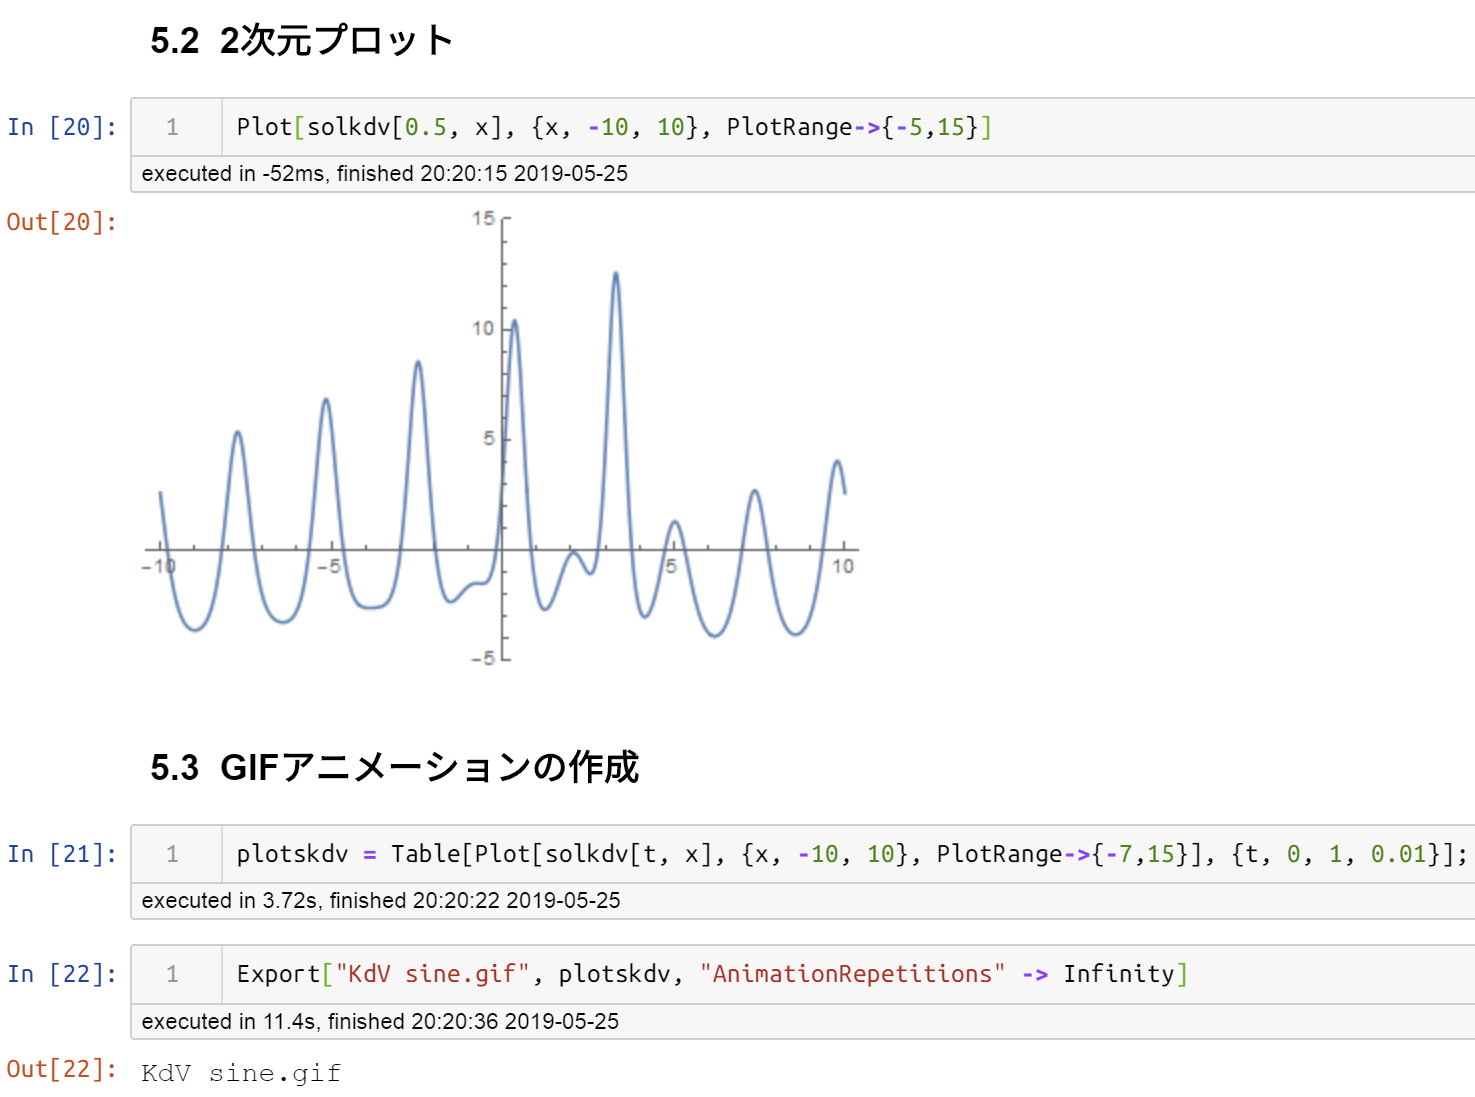 5.2 2次元プロット
In [20]:
1 Plot[solkdv[0.5, x], {x, -10, 10}, PlotRange->{-5,15}]
executed in -52ms, finished 20:20:15 2019-05-25
Out[20]:
15
10
5
-10
-5
5
10
-5
5.3 GIFアニメーションの作成
In [21]:
1 plotskdv = Table[Plot[solkdv[t, x], {x, -10, 10}, PlotRange->{-7,15}], {t, 0, 1, 0.01}];
executed in 3.72s, finished 20:20:22 2019-05-25
In [22]:
1 Export["KdV sine.gif", plotskdv, "AnimationRepetitions" -> Infinity]
executed in 11.4s, finished 20:20:36 2019-05-25
Out[22]:
KdV sine.gif